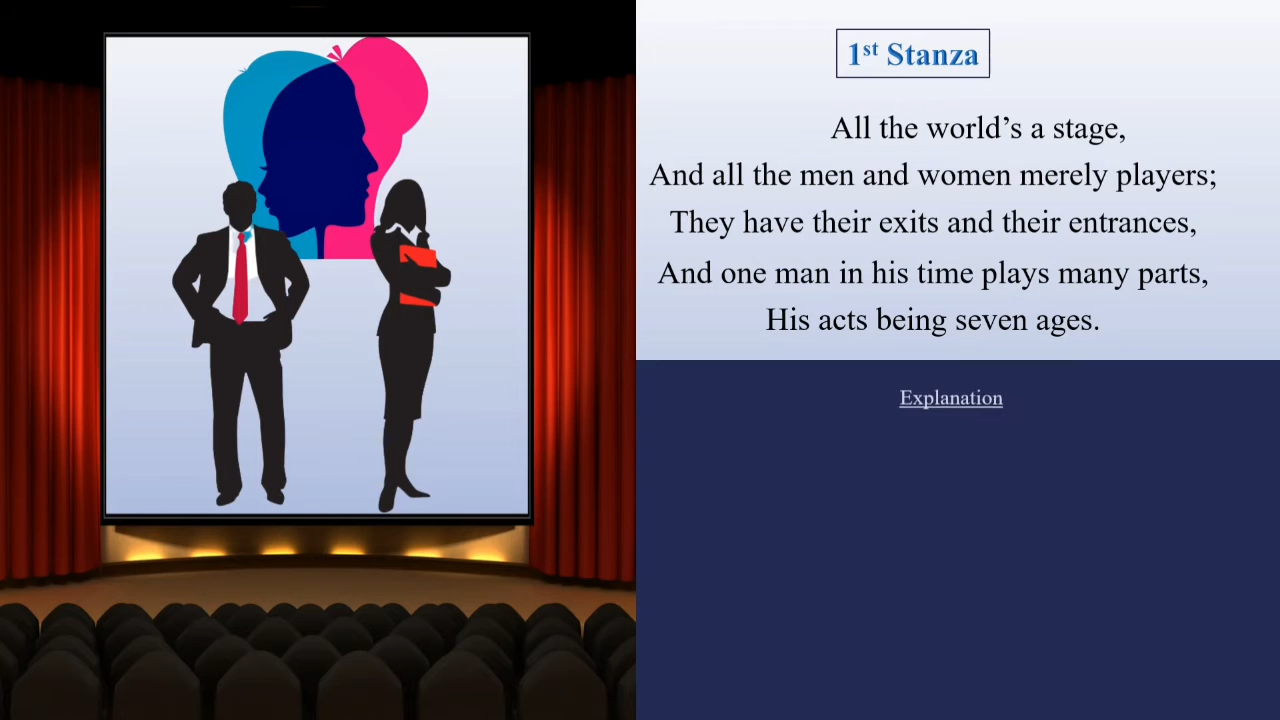 1st Stanza
All the world’s a stage,
And all the men and women merely players;
They have their exits and their entrances,
And one man in his time plays many parts,
His acts being seven ages.
Explanation